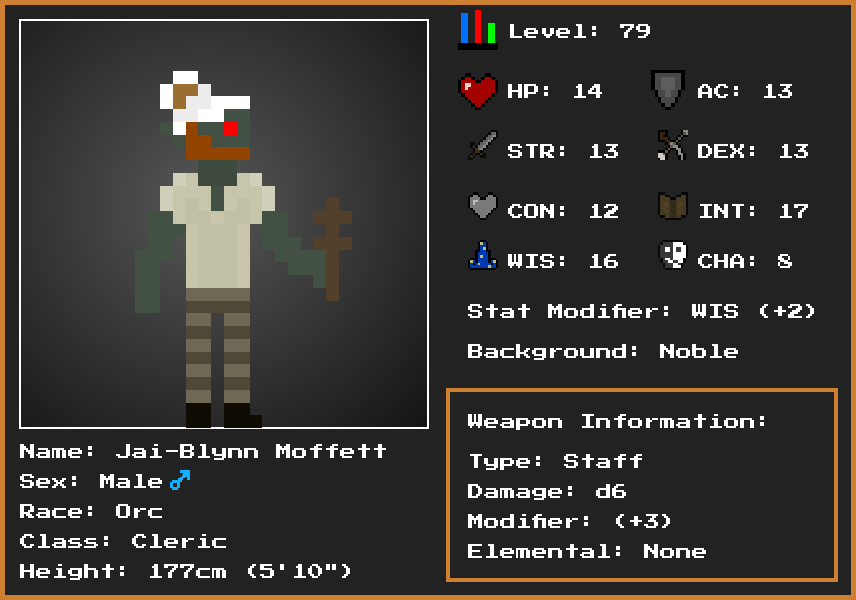 Level: 79
HP: 14
AC: 13
STR: 13
DEX: 13
CON: 12
INT: 17
WIS: 16
CHA: 8
Stat Modifier: WIS (+2)
Background: Noble
Weapon Information:
Type: Staff
Damage: d6
Modifier: (+3)
Elemental: None
Name: Jai-Blynn Moffett
Sex: Male ♂
Race: Orc
Class: Cleric
Height: 177cm (5'10")